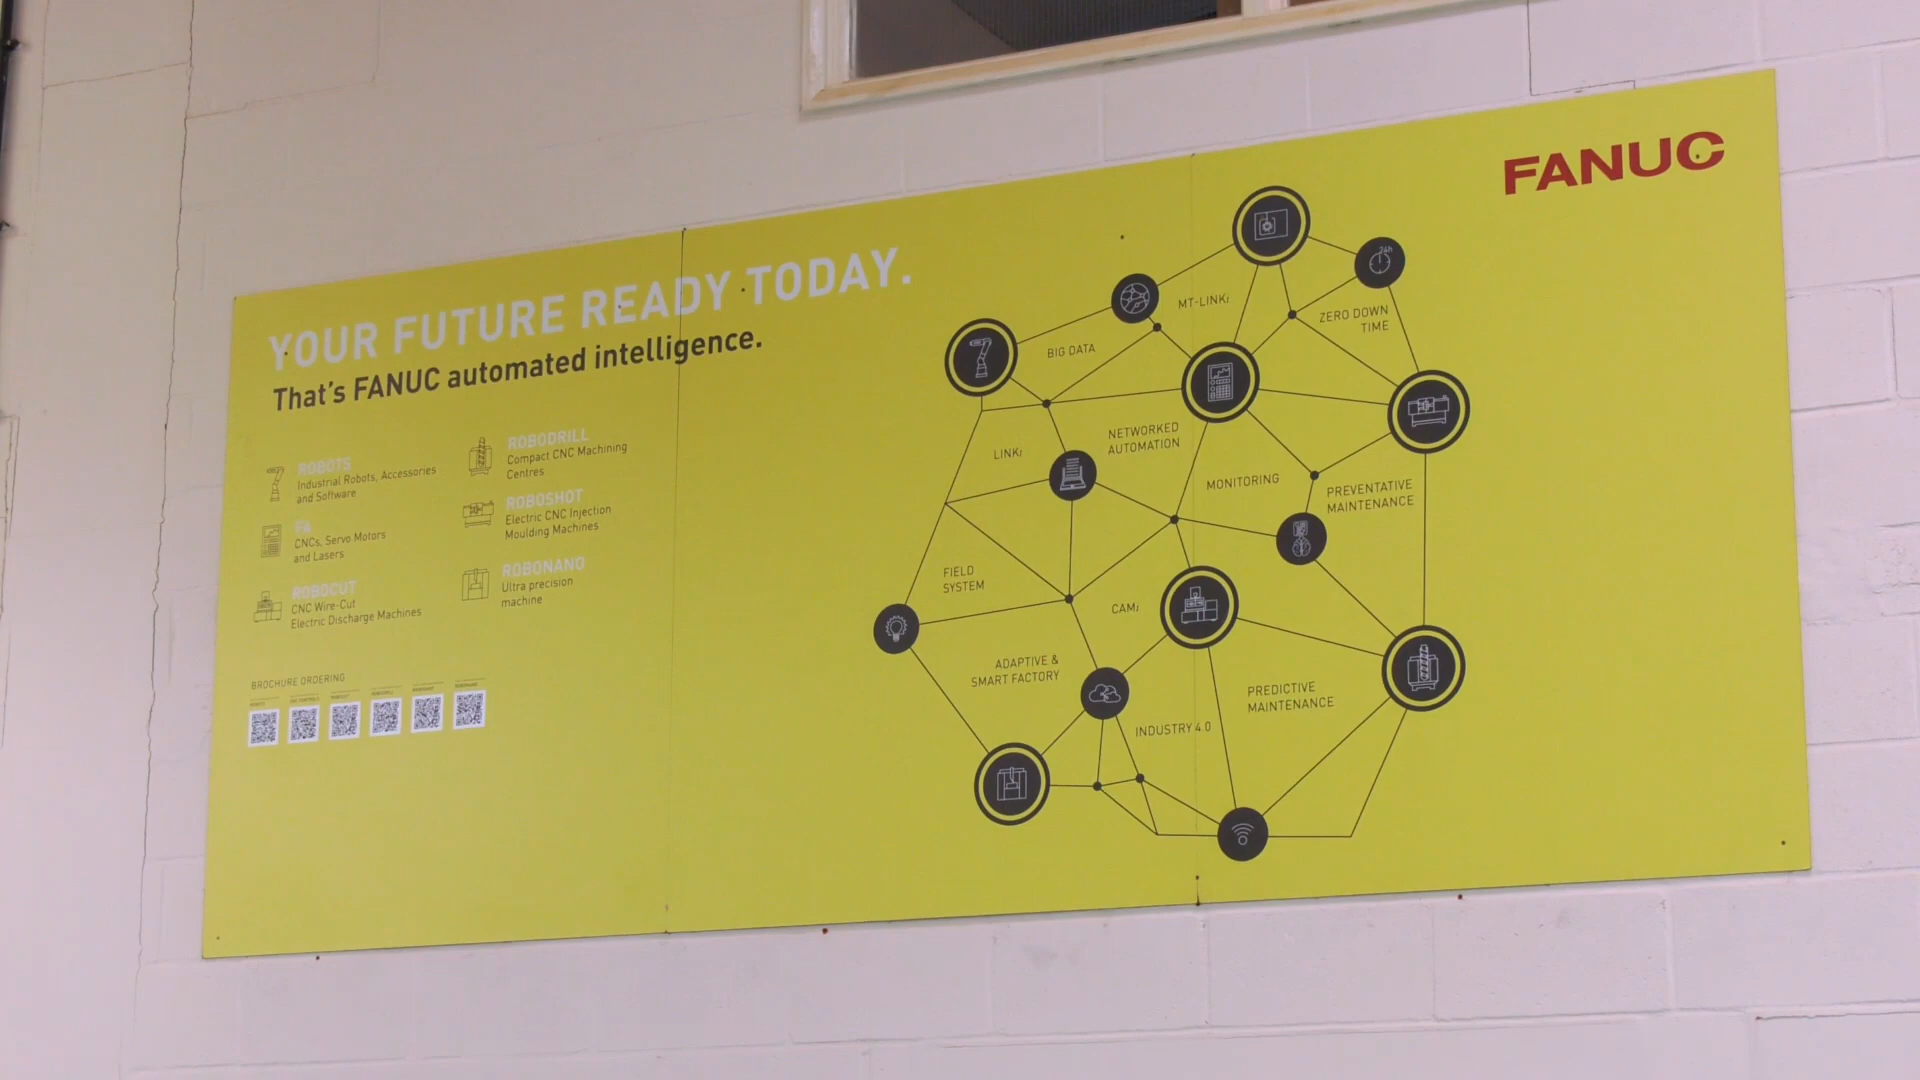 FANUC
YOUR FUTURE READY TODAY.
That's FANUC automated intelligence.
ROBOTS
Industrial Robots, Accessories
and Software
FA
CNCs, Servo Motors
and Lasers
ROBOCUT
CNC Wire-Cut
Electric Discharge Machines
ROBODRILL
Compact CNC Machining
Centres
ROBOSHOT
Electric CNC Injection
Moulding Machines
ROBONANO
Ultra precision
machine
BROCHURE ORDERING
24h
MT-LINKi
ZERO DOWN
TIME
BIG DATA
NETWORKED
AUTOMATION
LINKi
MONITORING
PREVENTATIVE
MAINTENANCE
FIELD
SYSTEM
CAMi
ADAPTIVE &
SMART FACTORY
PREDICTIVE
MAINTENANCE
INDUSTRY 4.0